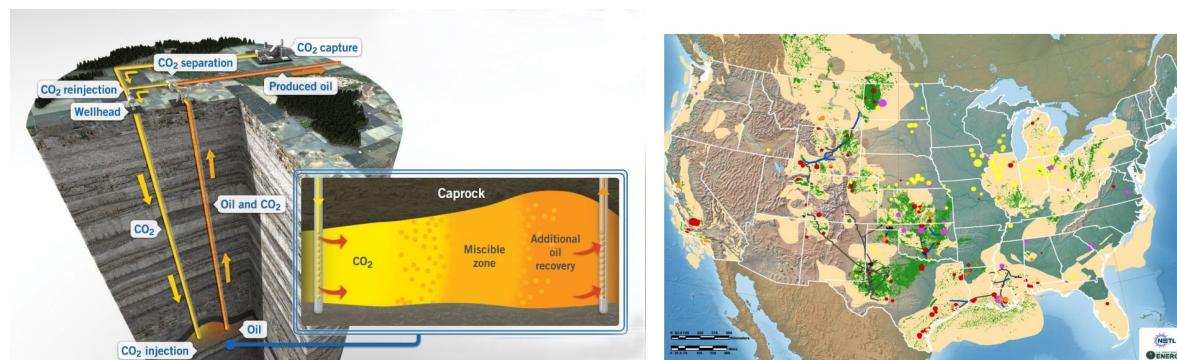 CO₂ capture
CO₂ separation
CO₂ reinjection
Produced oil
Wellhead
Oil and CO₂
CO₂
Oil
CO₂ injection
Caprock
CO₂
Miscible
zone
Additional
oil
recovery
NETL
ENERGY